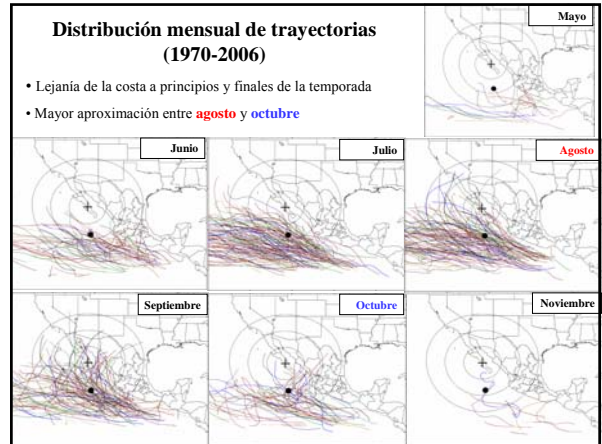 Distribución mensual de trayectorias
(1970-2006)
Mayo
• Lejanía de la costa a principios y finales de la temporada
• Mayor aproximación entre agosto y octubre
Junio
Julio
Agosto
Septiembre
Octubre
Noviembre